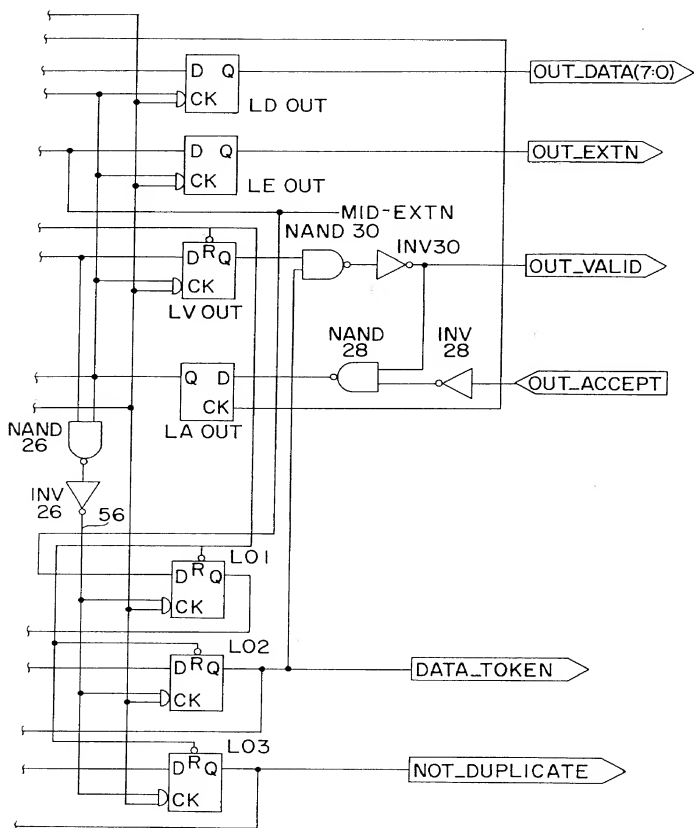 D Q
CK
LD OUT
OUT_DATA(7:0)
D Q
CK
LE OUT
OUT_EXTN
MID-EXTN
NAND 30
INV30
D R Q
CK
LV OUT
OUT_VALID
NAND
28
INV
28
Q D
CK
LA OUT
OUT_ACCEPT
NAND
26
INV
26
56
LO1
D R Q
CK
LO2
D R Q
CK
DATA_TOKEN
LO3
D R Q
CK
NOT_DUPLICATE